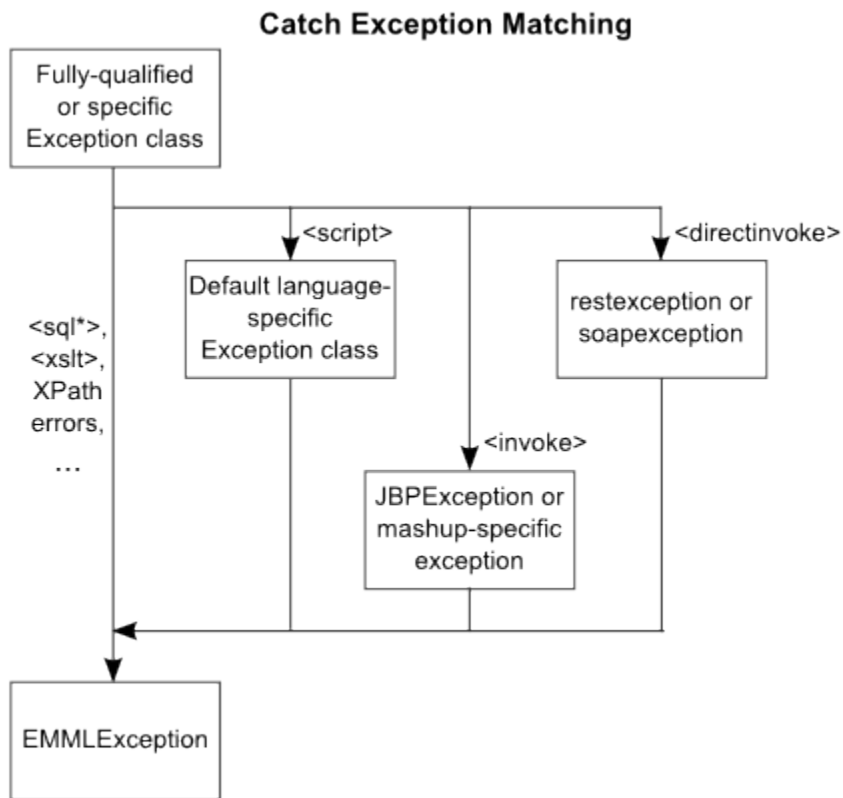 Catch Exception Matching
Fully-qualified
or specific
Exception class
<script>
<directinvoke>
Default language-
specific
Exception class
restexception or
soapexception
<sql*>,
<xslt>,
XPath
errors,
...
<invoke>
JBPException or
mashup-specific
exception
EMMLException